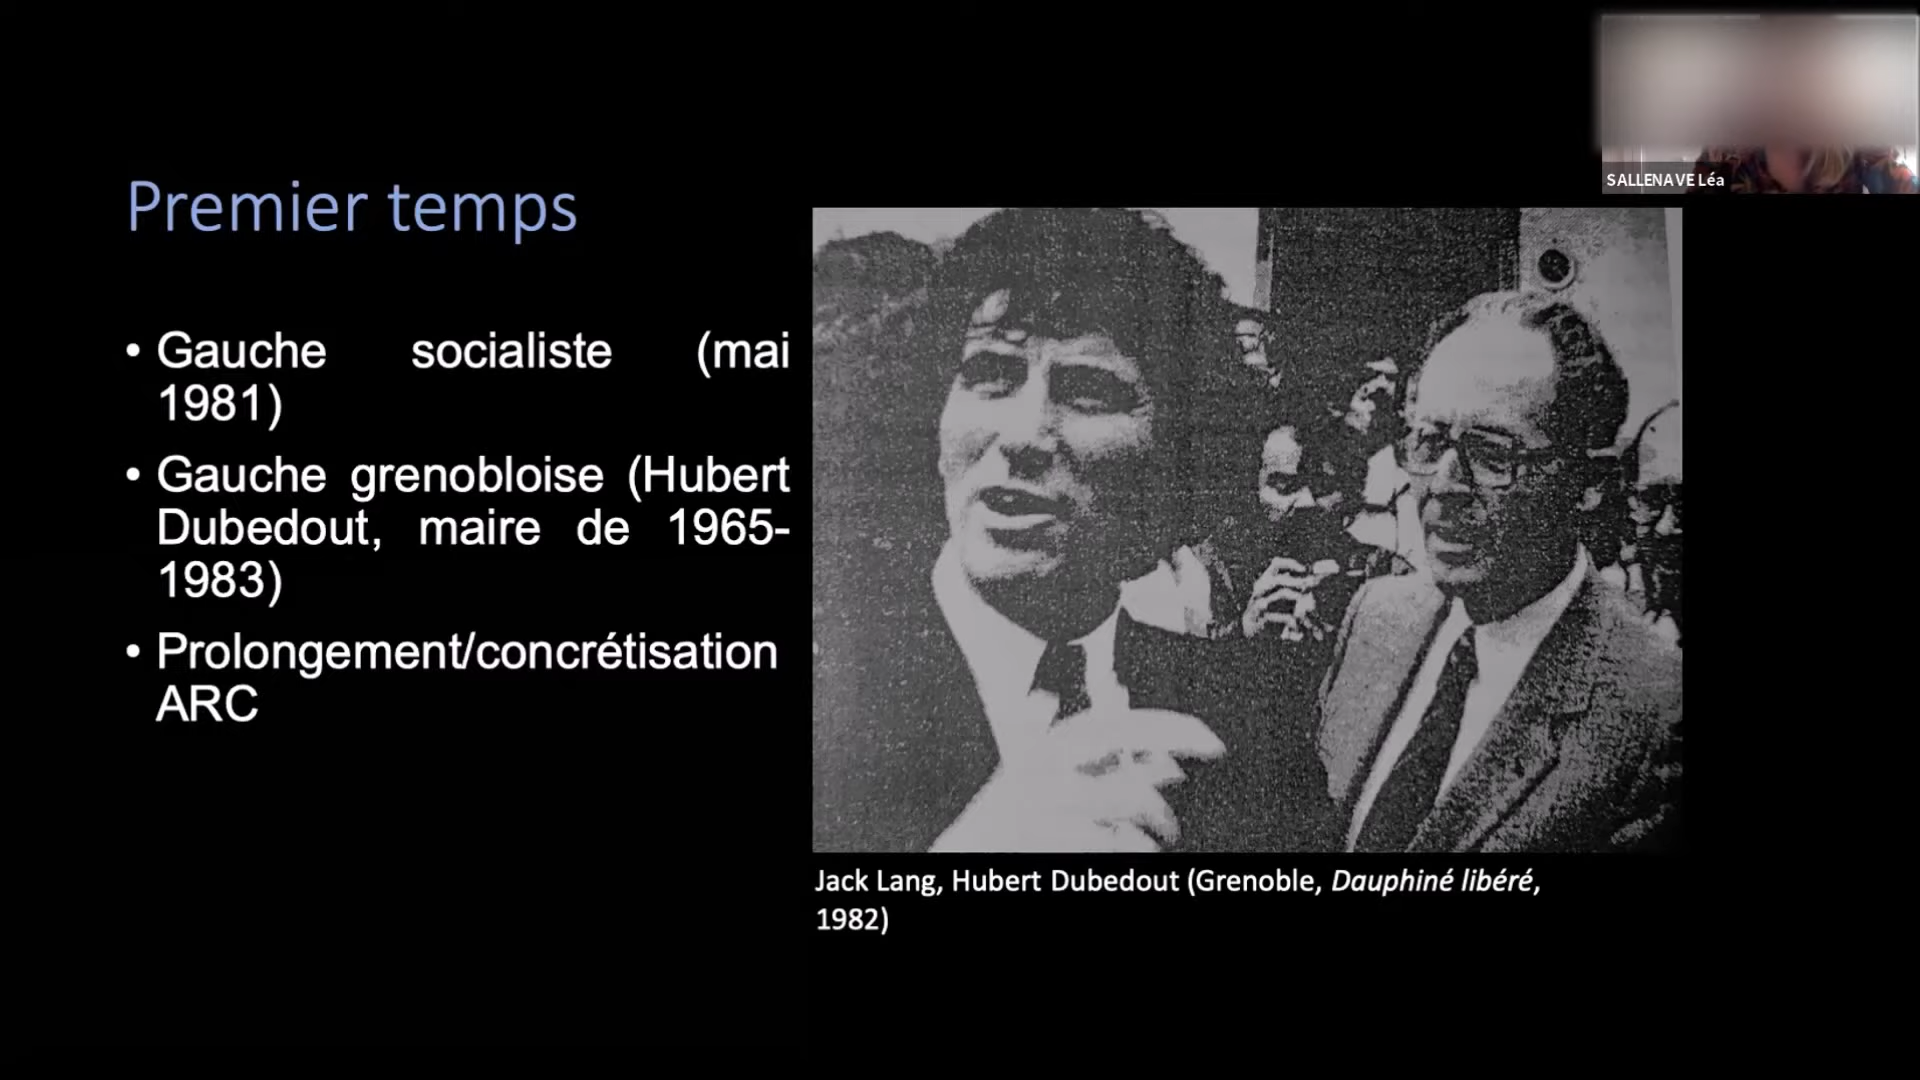 SALLENAVE Léa
Premier temps
• Gauche socialiste (mai
1981)
• Gauche grenobloise (Hubert
Dubedout, maire de 1965-
1983)
• Prolongement/concrétisation
ARC
Jack Lang, Hubert Dubedout (Grenoble, Dauphiné libéré,
1982)